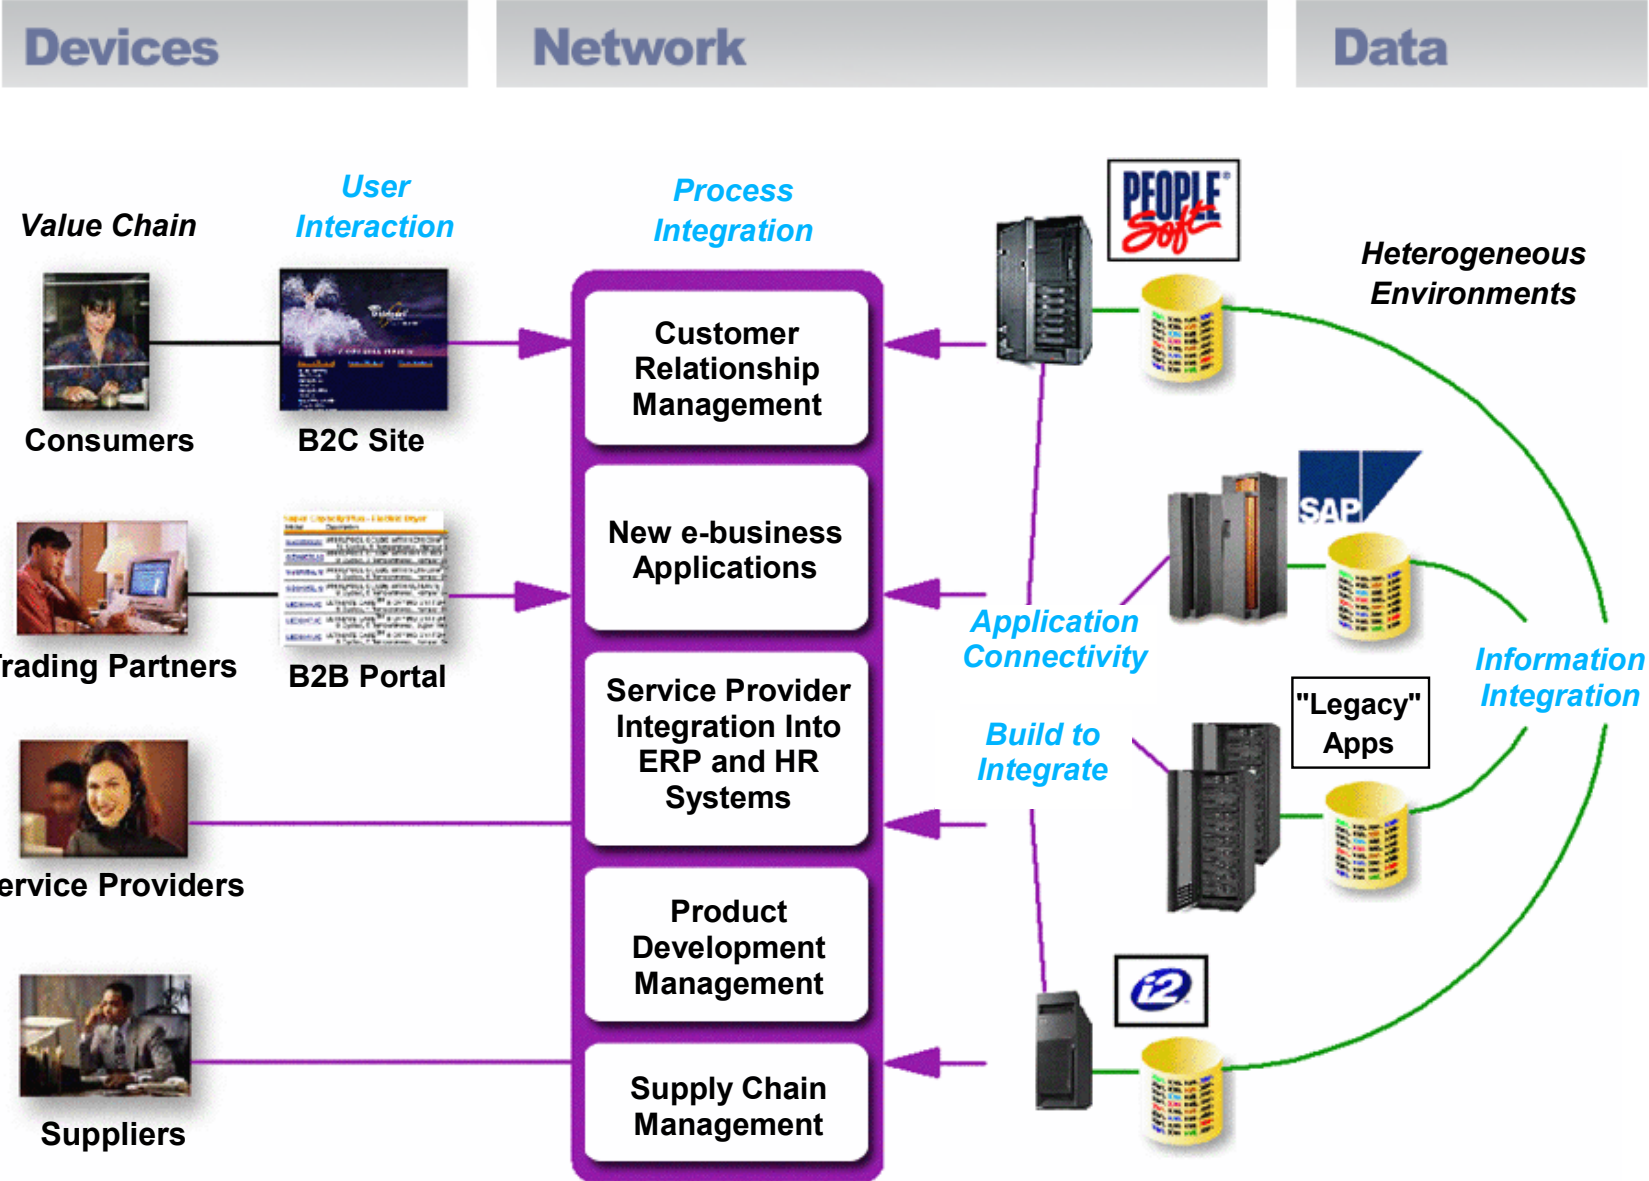 Devices
Network
Data
Value Chain
User
Interaction
Process
Integration
PEOPLE
Soft
Heterogeneous
Environments
Consumers
B2C Site
Customer
Relationship
Management
SAP
New e-business
Applications
Trading Partners
B2B Portal
Application
Connectivity
Information
Integration
Service Provider
Integration Into
ERP and HR
Systems
"Legacy"
Apps
Build to
Integrate
ervice Providers
Product
Development
Management
i2
Suppliers
Supply Chain
Management